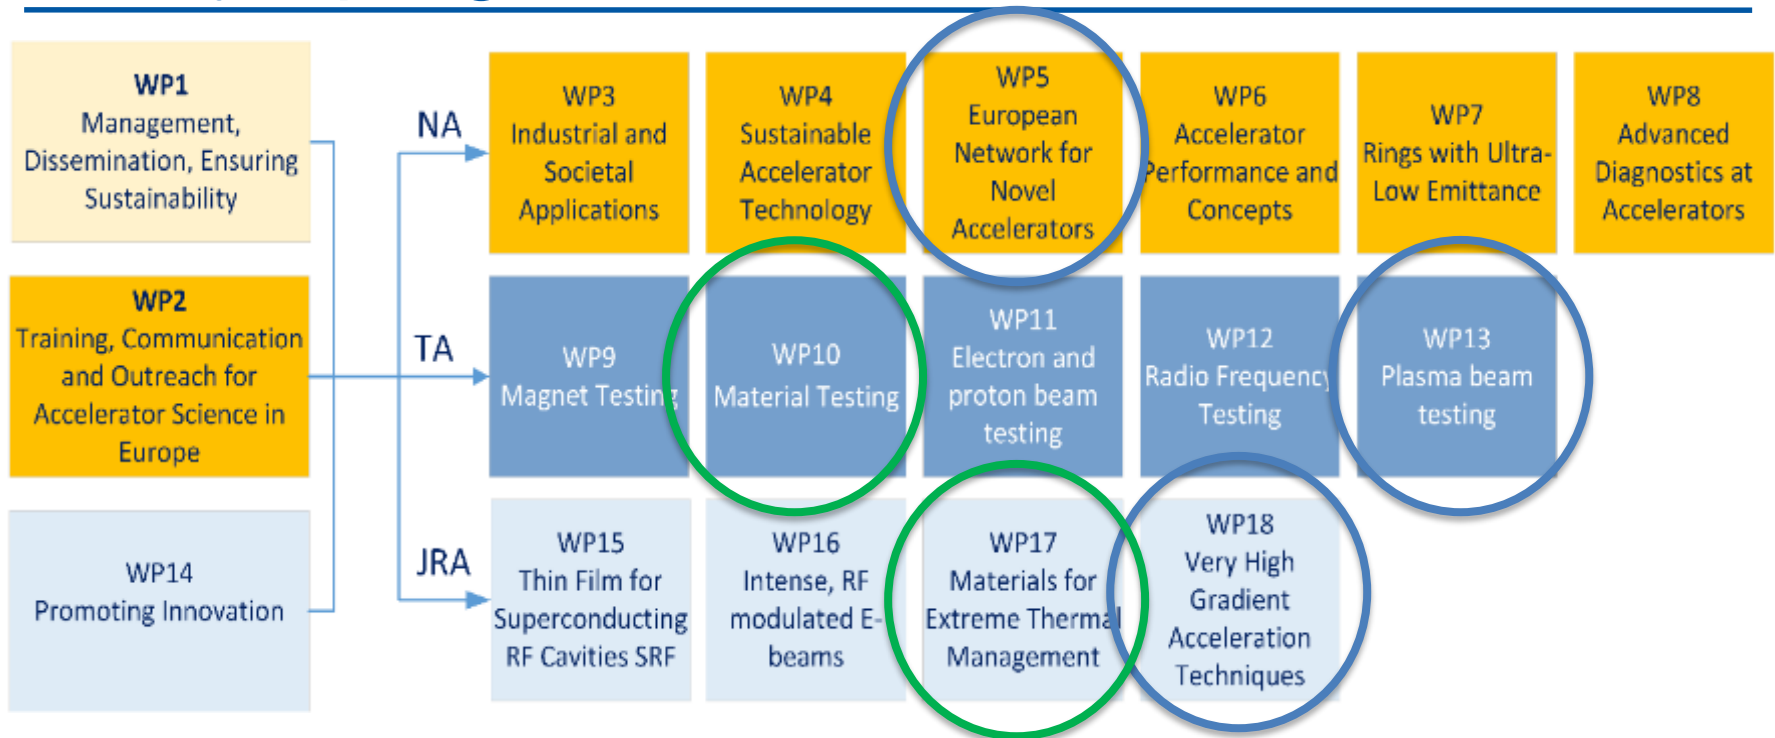 WP1
Management,
Dissemination, Ensuring
Sustainability
WP2
Training, Communication
and Outreach for
Accelerator Science in
Europe
WP14
Promoting Innovation
NA
WP3
Industrial and
Societal
Applications
WP4
Sustainable
Accelerator
Technology
WP5
European
Network for
Novel
Accelerators
WP6
Accelerator
Performance and
Concepts
WP7
Rings with Ultra-
Low Emittance
WP8
Advanced
Diagnostics at
Accelerators
TA
WP9
Magnet Testing
WP10
Material Testing
WP11
Electron and
proton beam
testing
WP12
Radio Frequency
Testing
WP13
Plasma beam
testing
JRA
WP15
Thin Film for
Superconducting
RF Cavities SRF
WP16
Intense, RF
modulated E-
beams
WP17
Materials for
Extreme Thermal
Management
WP18
Very High
Gradient
Acceleration
Techniques